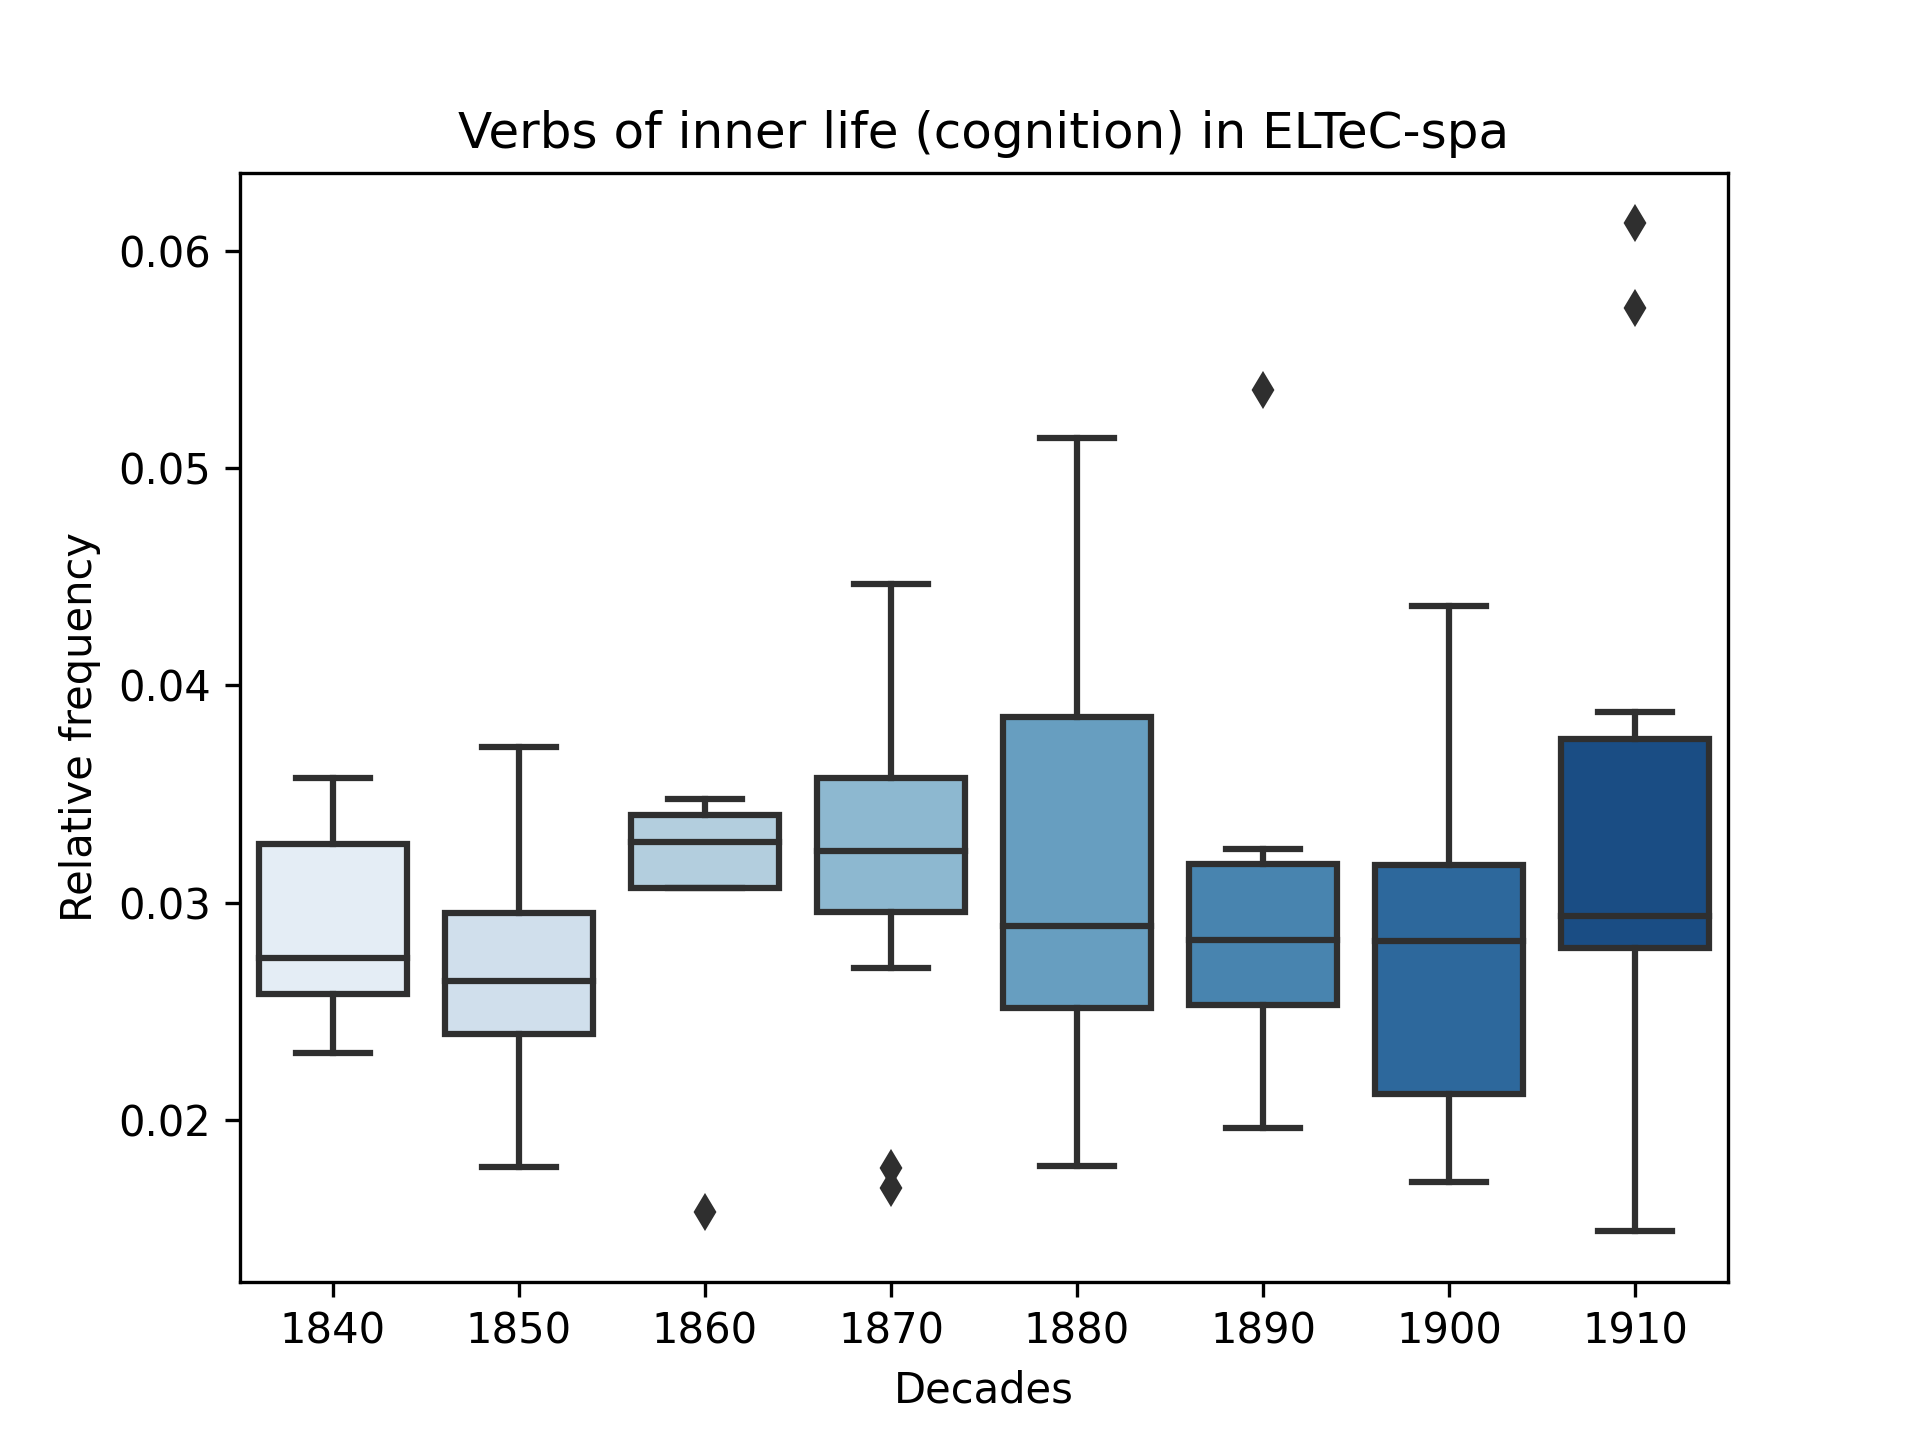 Verbs of inner life (cognition) in ELTeC-spa
Relative frequency
0.06
0.05
0.04
0.03
0.02
1840 1850 1860 1870 1880 1890 1900 1910
Decades